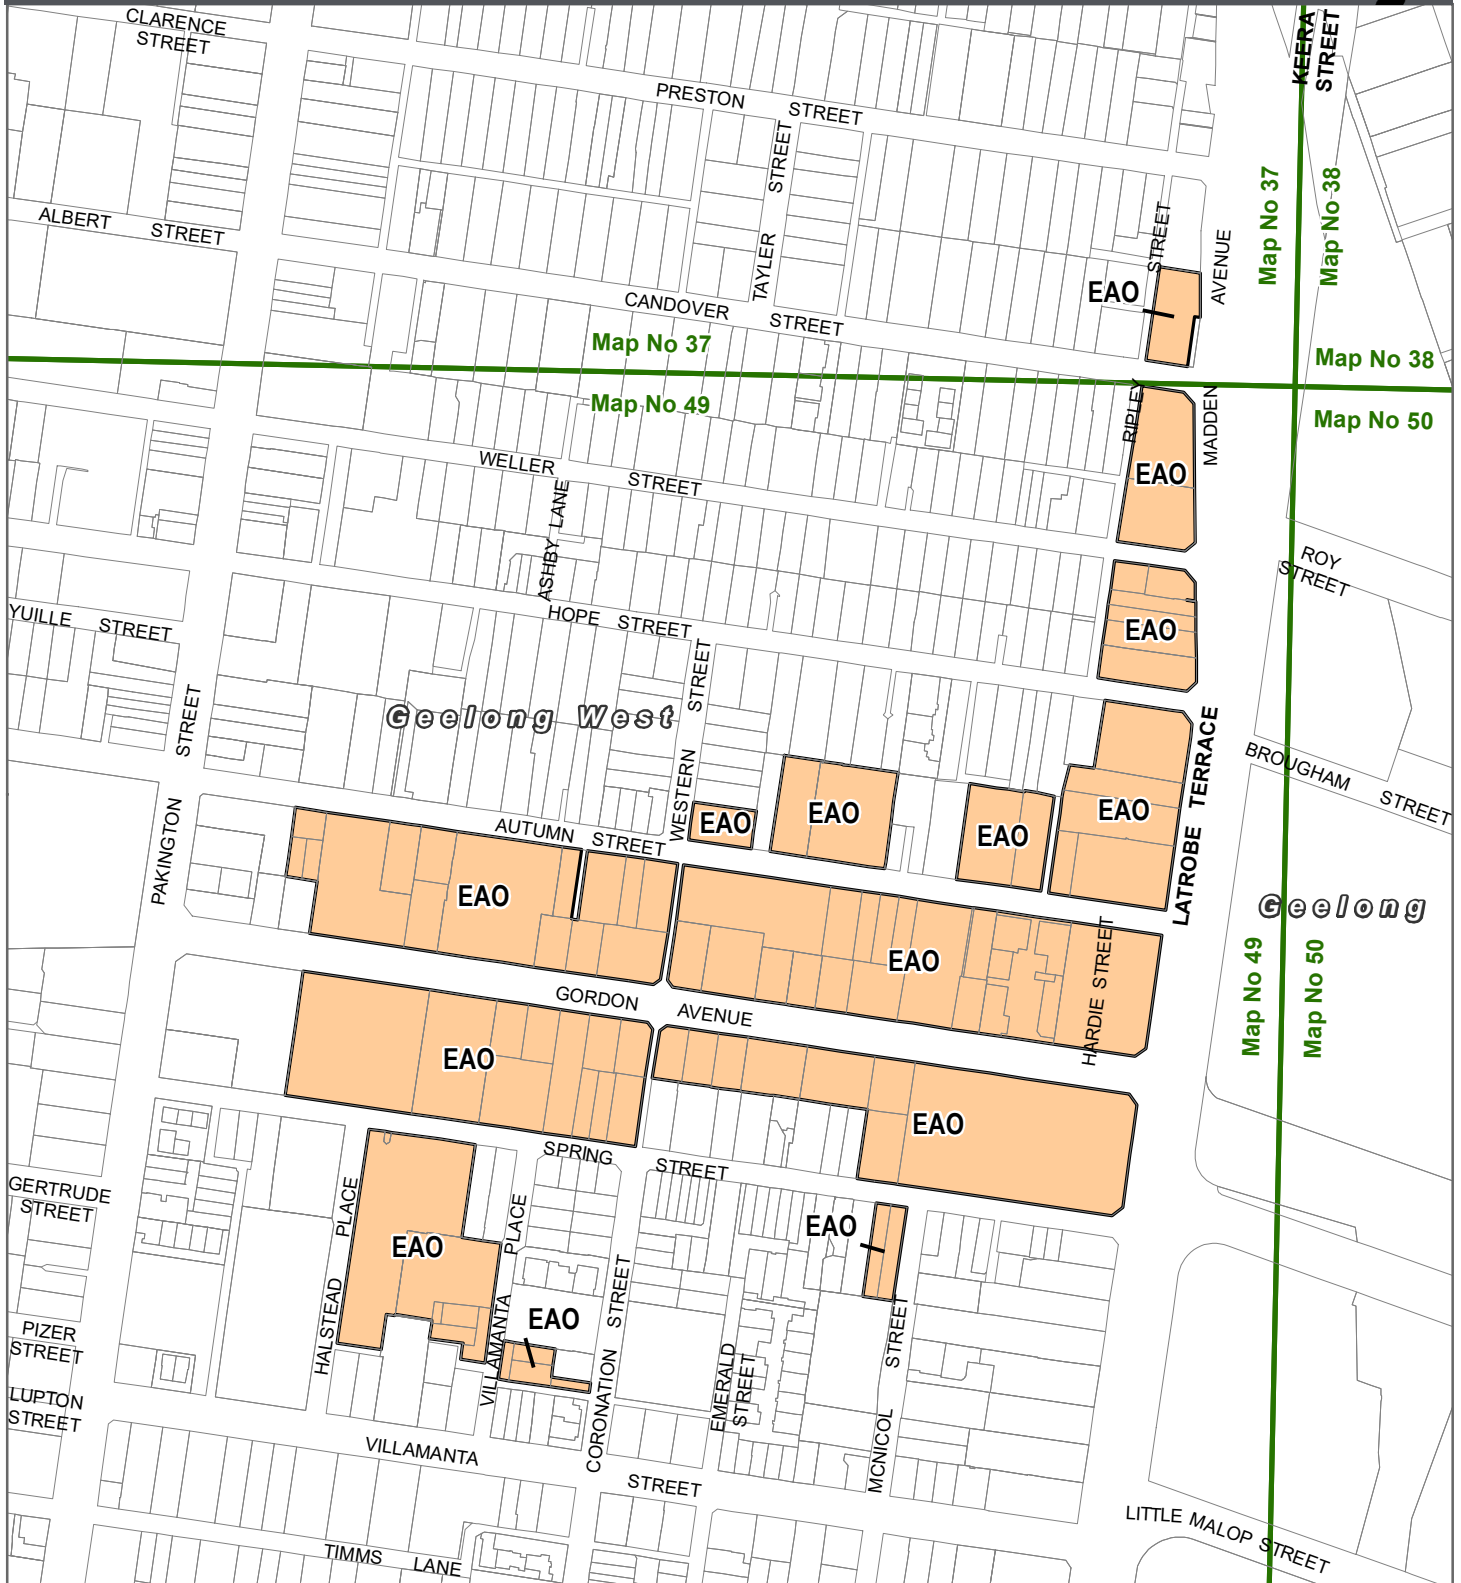 CLARENCE
STREET
KEERA
STREET
PRESTON STREET
TAYLER STREET
ALBERT STREET
Map No 37
Map No 38
RIPLEY STREET
MADDEN AVENUE
EAO
CANDOVER STREET
Map No 37
Map No 38
Map No 49
Map No 50
EAO
WELLER STREET
ASHBY LANE
ROY
STREET
YUILLE STREET
HOPE STREET
EAO
WESTERN STREET
Geelong West
PAKINGTON STREET
LATROBE TERRACE
BROUGHAM STREET
EAO
EAO
EAO
EAO
AUTUMN STREET
EAO
Geelong
EAO
HARDIE STREET
Map No 49
Map No 50
GORDON AVENUE
EAO
EAO
SPRING STREET
GERTRUDE
STREET
HALSTEAD PLACE
VILLAMANTA PLACE
EAO
EAO
EAO
CORONATION STREET
EMERALD
STREET
MCNICOL STREET
PIZER
STREET
LUPTON
STREET
VILLAMANTA STREET
LITTLE MALOP STREET
TIMMS LANE